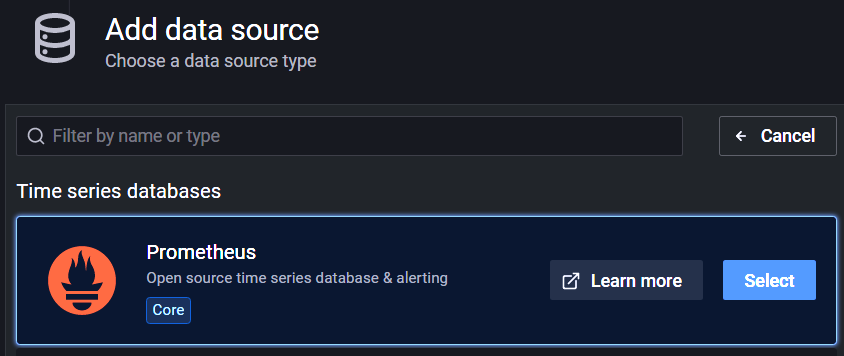 Add data source
Choose a data source type
Filter by name or type
Cancel
Time series databases
Prometheus
Open source time series database & alerting
Learn more
Select
Core